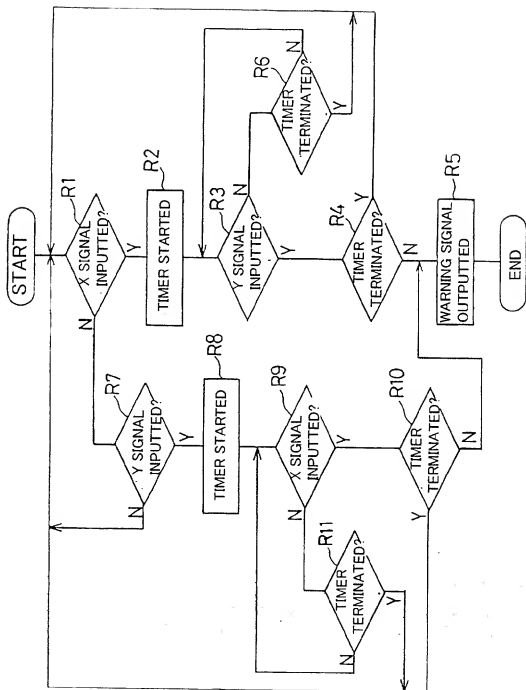 START
R1
X SIGNAL
INPUTTED?
N
Y
R2
TIMER STARTED
R3
Y SIGNAL
INPUTTED?
N
Y
R6
TIMER
TERMINATED?
N
Y
R4
TIMER
TERMINATED?
Y
N
R5
WARNING SIGNAL
OUTPUTTED
END
R7
Y SIGNAL
INPUTTED?
N
Y
R8
TIMER STARTED
R9
X SIGNAL
INPUTTED?
N
Y
R11
TIMER
TERMINATED?
N
Y
R10
TIMER
TERMINATED?
Y
N